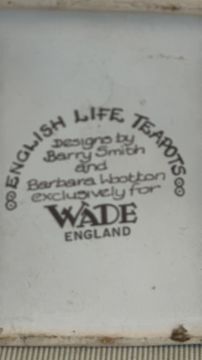 ENGLISH LIFE TEAPOTS
Designs by
Barry Smith
and
Barbara Wootton
exclusively for
WADE
ENGLAND